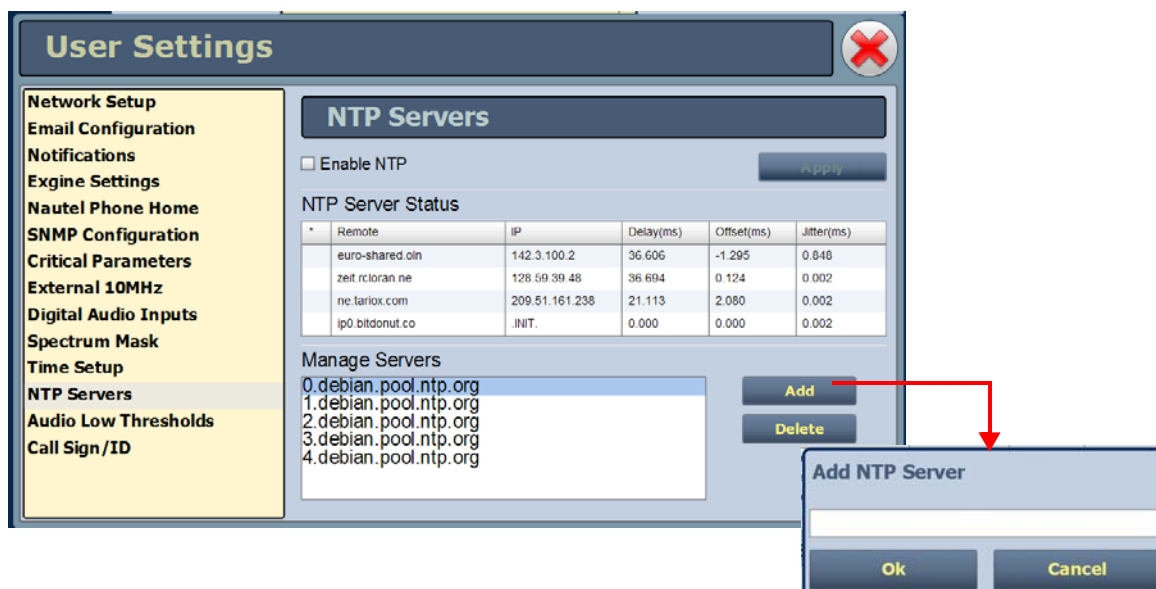 User Settings
Network Setup
Email Configuration
Notifications
Exgine Settings
Nautel Phone Home
SNMP Configuration
Critical Parameters
External 10MHz
Digital Audio Inputs
Spectrum Mask
Time Setup
NTP Servers
Audio Low Thresholds
Call Sign/ID
NTP Servers
Enable NTP
Apply
NTP Server Status
* Remote IP Delay(ms) Offset(ms) Jitter(ms)
euro-shared.oln 142.3.100.2 36.606 -1.295 0.848
zeit.rcloran.ne 128.59.39.48 36.694 0.124 0.002
ne.tariox.com 209.51.161.238 21.113 2.080 0.002
ip0.bitdonut.co .INIT. 0.000 0.000 0.002
Manage Servers
0.debian.pool.ntp.org
1.debian.pool.ntp.org
2.debian.pool.ntp.org
3.debian.pool.ntp.org
4.debian.pool.ntp.org
Add
Delete
Add NTP Server
Ok Cancel